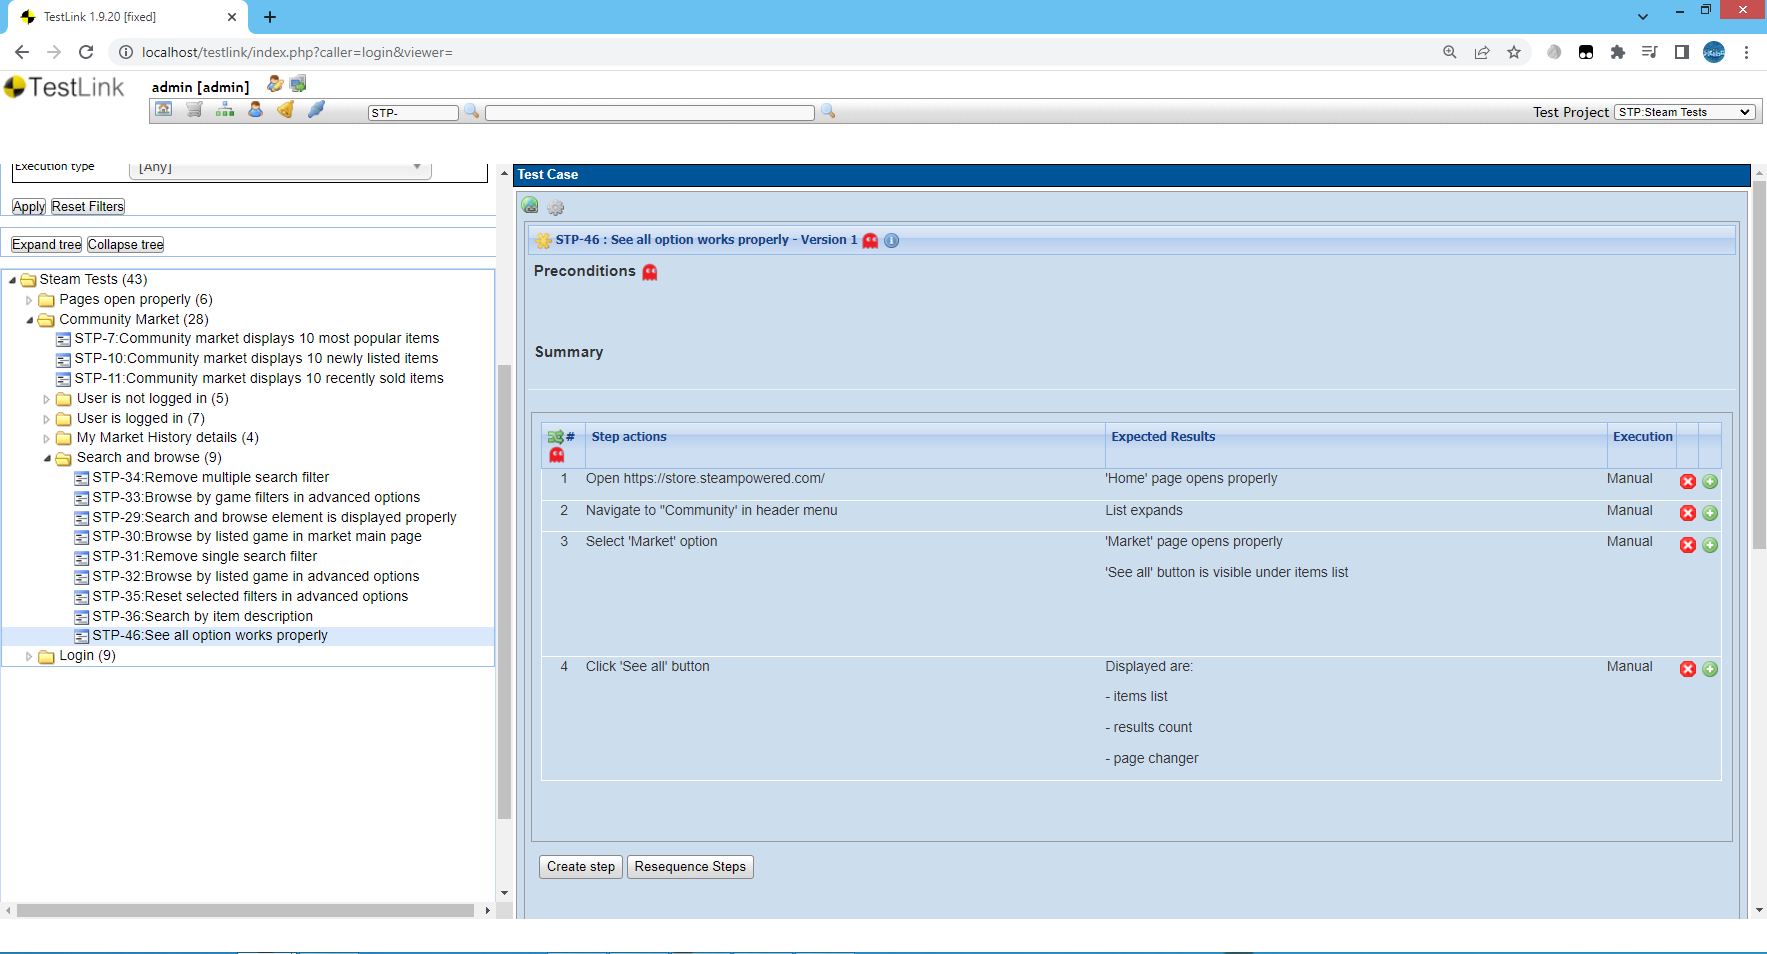 TestLink 1.9.20 [fixed]
localhost/testlink/index.php?caller=login&viewer=
TestLink
admin [admin]
STP-
Test Project STP:Steam Tests
Execution type [Any]
Apply Reset Filters
Expand tree Collapse tree
Steam Tests (43)
Pages open properly (6)
Community Market (28)
STP-7:Community market displays 10 most popular items
STP-10:Community market displays 10 newly listed items
STP-11:Community market displays 10 recently sold items
User is not logged in (5)
User is logged in (7)
My Market History details (4)
Search and browse (9)
STP-34:Remove multiple search filter
STP-33:Browse by game filters in advanced options
STP-29:Search and browse element is displayed properly
STP-30:Browse by listed game in market main page
STP-31:Remove single search filter
STP-32:Browse by listed game in advanced options
STP-35:Reset selected filters in advanced options
STP-36:Search by item description
STP-46:See all option works properly
Login (9)
Test Case
STP-46 : See all option works properly - Version 1
Preconditions
Summary
# Step actions Expected Results Execution
1 Open https://store.steampowered.com/ 'Home' page opens properly Manual
2 Navigate to "Community' in header menu List expands Manual
3 Select 'Market' option 'Market' page opens properly Manual
'See all' button is visible under items list
4 Click 'See all' button Displayed are: Manual
- items list
- results count
- page changer
Create step Resequence Steps